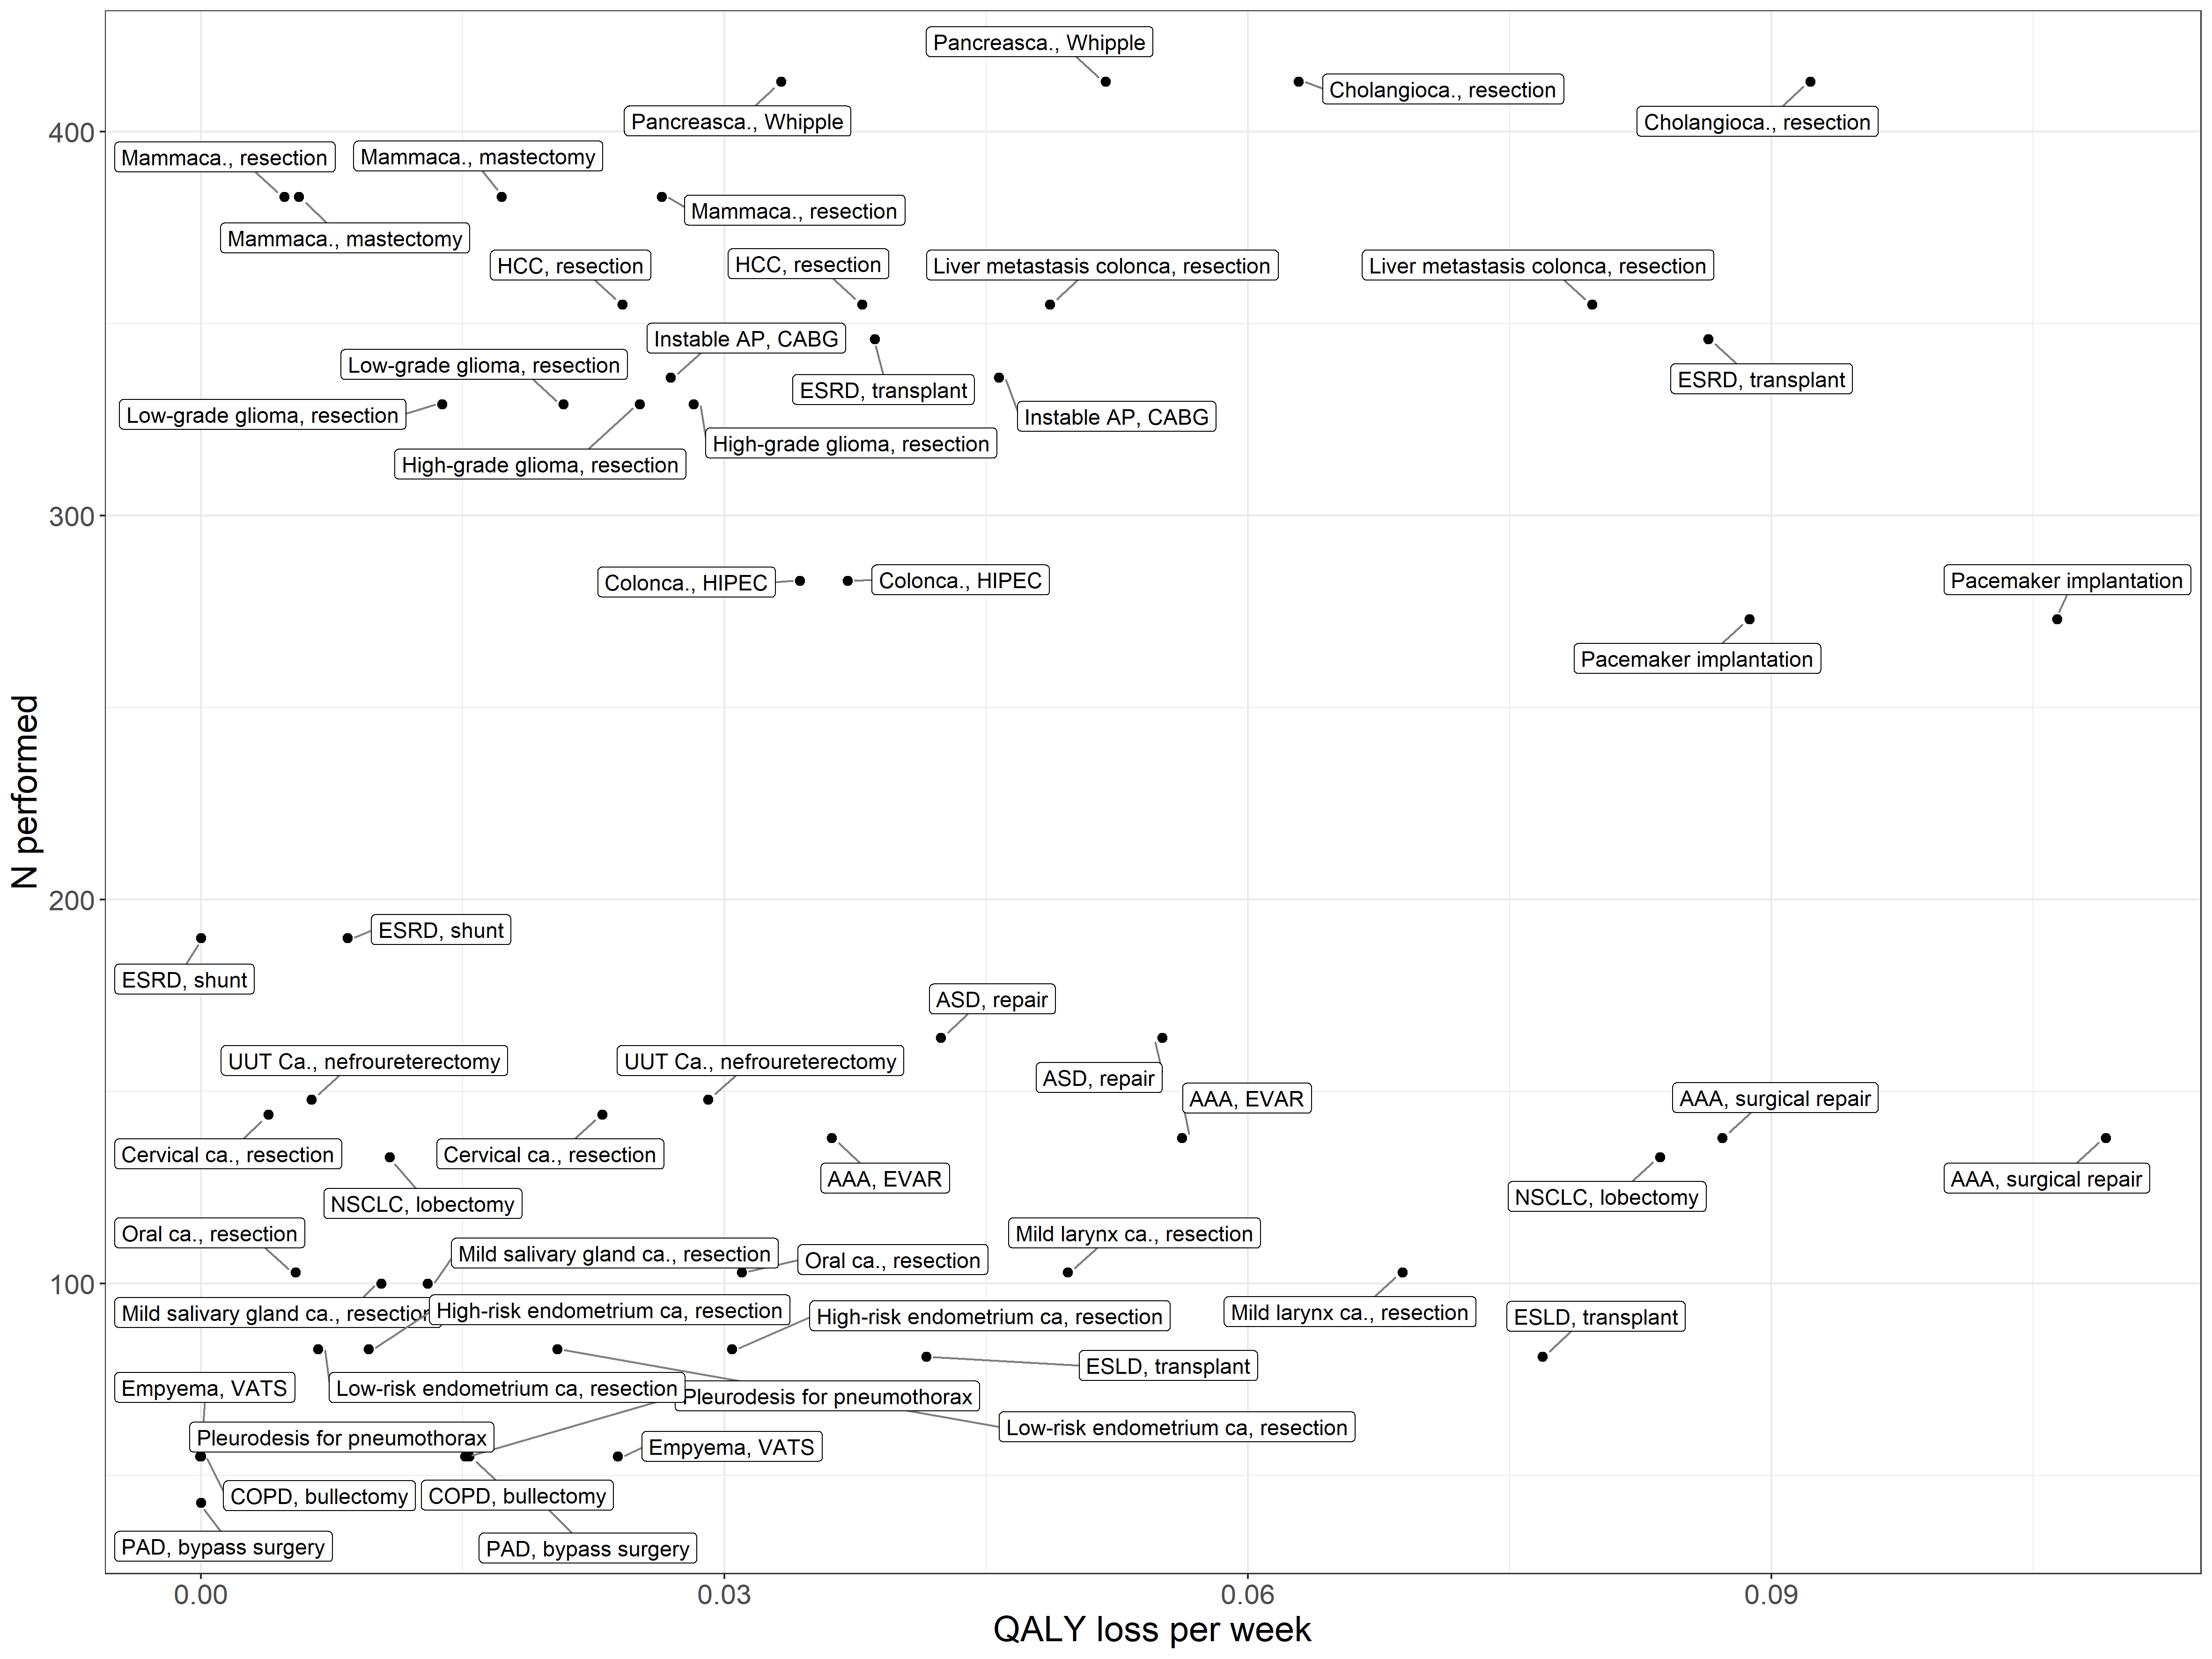 Pancreasca., Whipple
Cholangioca., resection
Pancreasca., Whipple
Cholangioca., resection
400
Mammaca., resection
Mammaca., mastectomy
Mammaca., resection
Mammaca., mastectomy
HCC, resection
HCC, resection
Liver metastasis colonca, resection
Liver metastasis colonca, resection
Instable AP, CABG
Low-grade glioma, resection
ESRD, transplant
ESRD, transplant
Low-grade glioma, resection
Instable AP, CABG
High-grade glioma, resection
High-grade glioma, resection
300
Colonca., HIPEC
Colonca., HIPEC
Pacemaker implantation
Pacemaker implantation
N performed
200
ESRD, shunt
ESRD, shunt
ASD, repair
UUT Ca., nefroureterectomy
UUT Ca., nefroureterectomy
ASD, repair
AAA, EVAR
AAA, surgical repair
Cervical ca., resection
Cervical ca., resection
AAA, EVAR
AAA, surgical repair
NSCLC, lobectomy
NSCLC, lobectomy
Oral ca., resection
Mild larynx ca., resection
Mild salivary gland ca., resection
Oral ca., resection
100
Mild salivary gland ca., resection
High-risk endometrium ca, resection
High-risk endometrium ca, resection
Mild larynx ca., resection
ESLD, transplant
ESLD, transplant
Empyema, VATS
Low-risk endometrium ca, resection
Pleurodesis for pneumothorax
Low-risk endometrium ca, resection
Pleurodesis for pneumothorax
Empyema, VATS
COPD, bullectomy
COPD, bullectomy
PAD, bypass surgery
PAD, bypass surgery
0.00
0.03
0.06
0.09
QALY loss per week